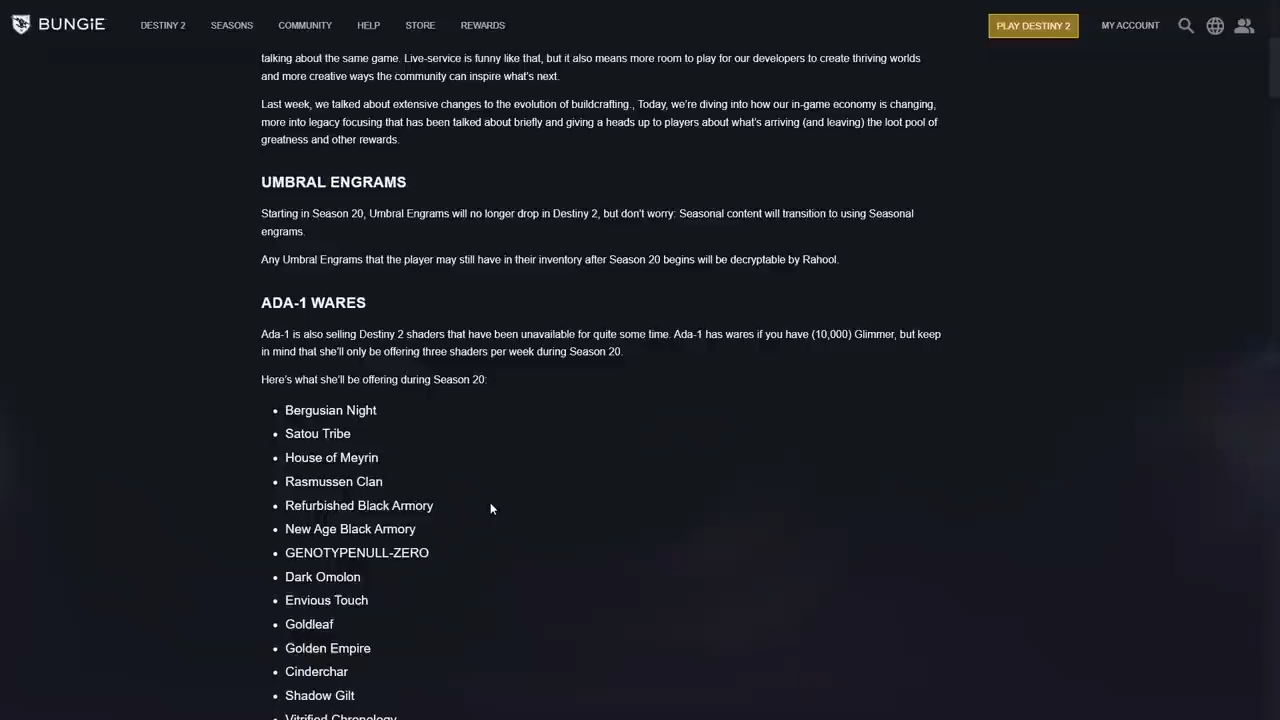 BUNGiE DESTINY 2 SEASONS COMMUNITY HELP STORE REWARDS PLAY DESTINY 2 MY ACCOUNT
talking about the same game. Live-service is funny like that, but it also means more room to play for our developers to create thriving worlds
and more creative ways the community can inspire what's next.
Last week, we talked about extensive changes to the evolution of buildcrafting., Today, we're diving into how our in-game economy is changing,
more into legacy focusing that has been talked about briefly and giving a heads up to players about what's arriving (and leaving) the loot pool of
greatness and other rewards.
UMBRAL ENGRAMS
Starting in Season 20, Umbral Engrams will no longer drop in Destiny 2, but don't worry: Seasonal content will transition to using Seasonal
engrams.
Any Umbral Engrams that the player may still have in their inventory after Season 20 begins will be decryptable by Rahool.
ADA-1 WARES
Ada-1 is also selling Destiny 2 shaders that have been unavailable for quite some time. Ada-1 has wares if you have (10,000) Glimmer, but keep
in mind that she'll only be offering three shaders per week during Season 20.
Here's what she'll be offering during Season 20:
• Bergusian Night
• Satou Tribe
• House of Meyrin
• Rasmussen Clan
• Refurbished Black Armory
• New Age Black Armory
• GENOTYPENULL-ZERO
• Dark Omolon
• Envious Touch
• Goldleaf
• Golden Empire
• Cinderchar
• Shadow Gilt
• Vitrified Chronology